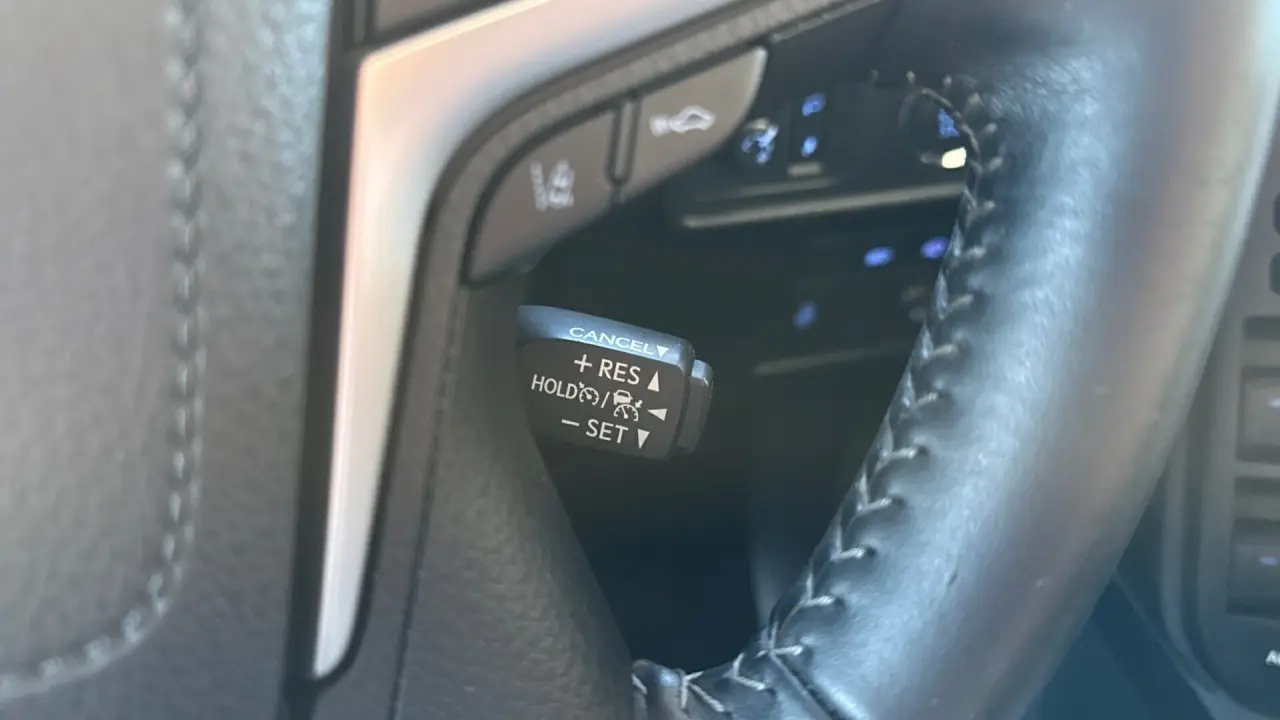 CANCEL▼
+ RES ▲
HOLD / ◀
− SET ▼